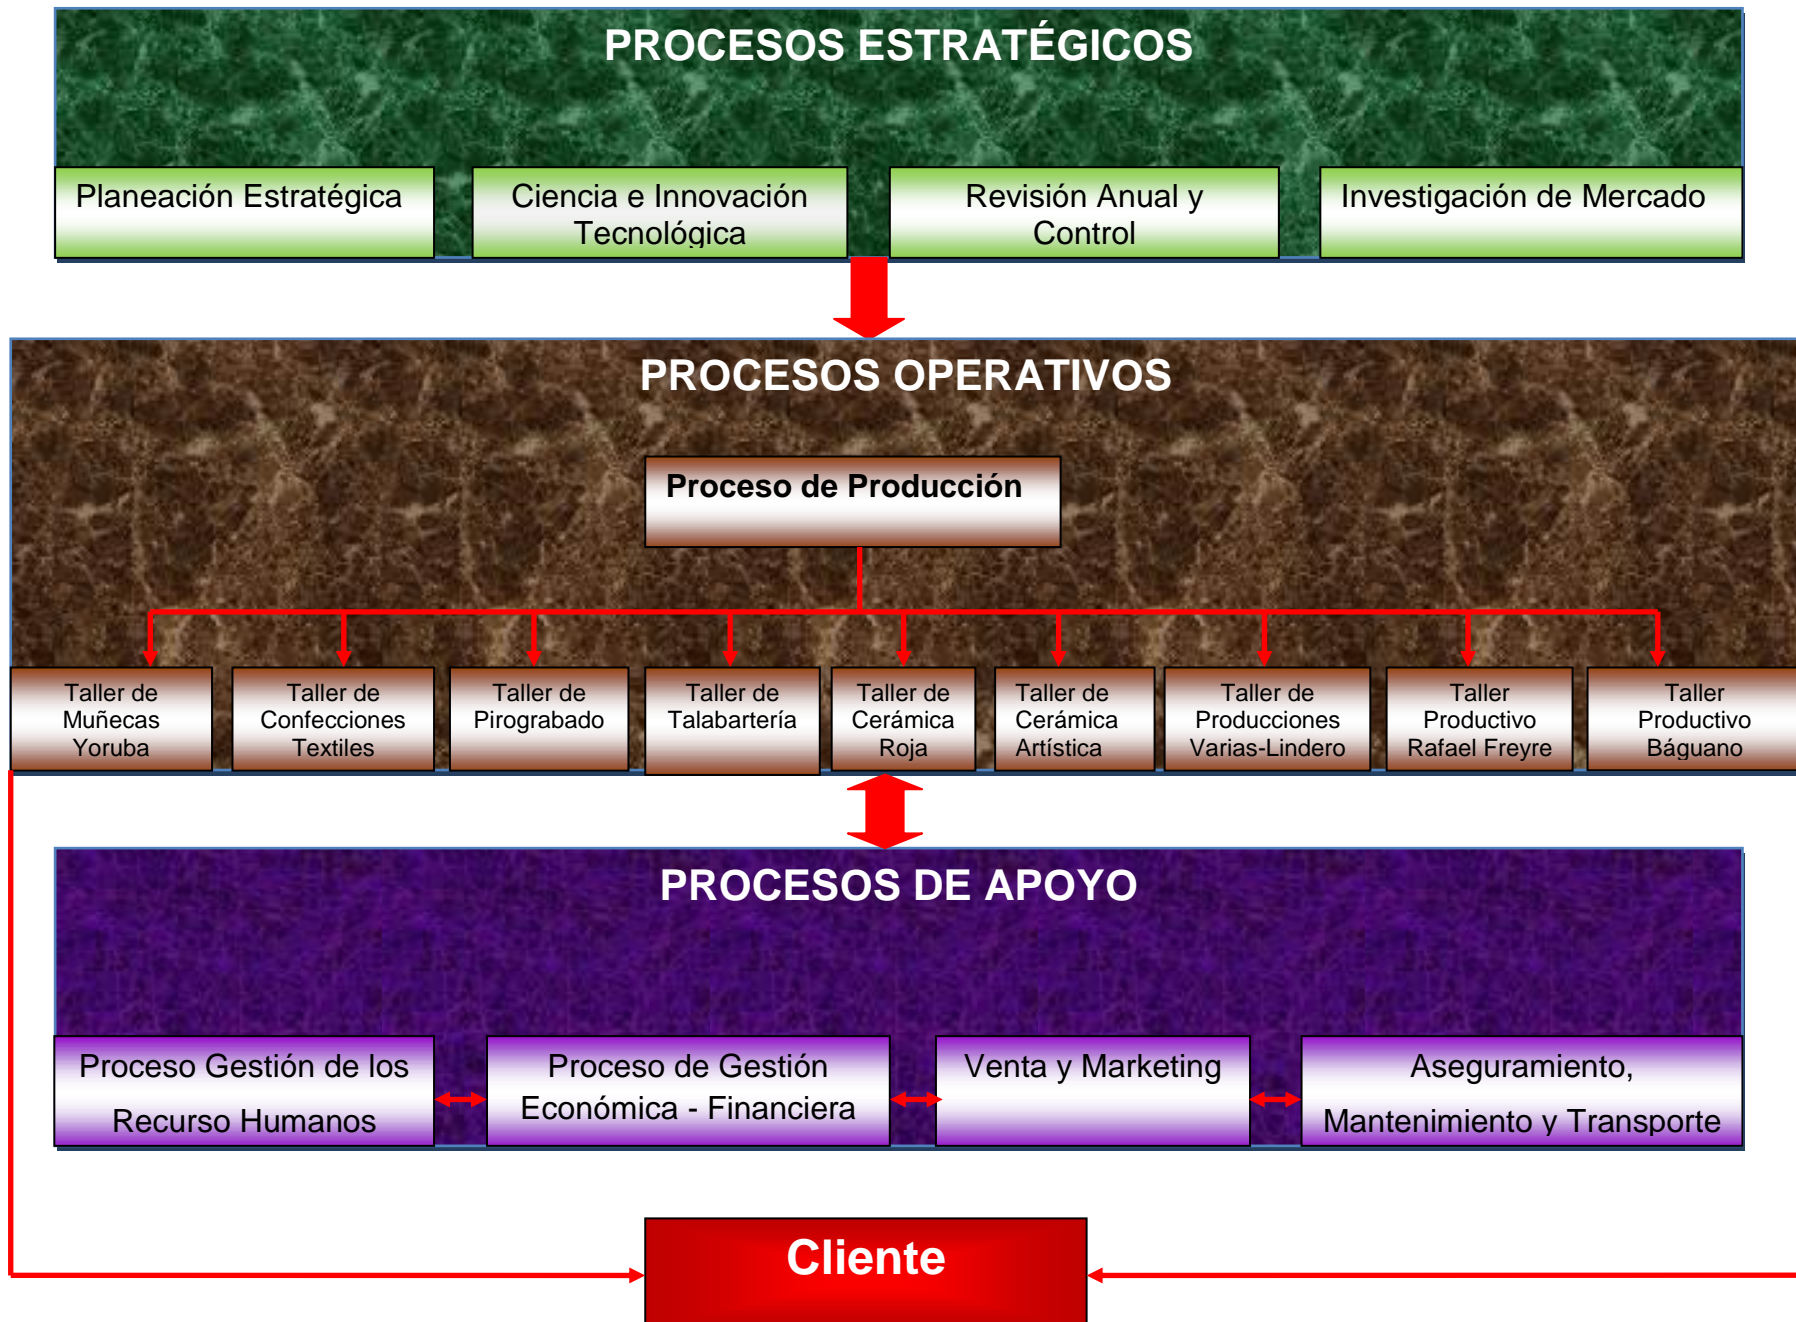 PROCESOS ESTRATÉGICOS
Planeación Estratégica
Ciencia e Innovación
Tecnológica
Revisión Anual y
Control
Investigación de Mercado
PROCESOS OPERATIVOS
Proceso de Producción
Taller de
Muñecas
Yoruba
Taller de
Confecciones
Textiles
Taller de
Pirograbado
Taller de
Talabartería
Taller de
Cerámica
Roja
Taller de
Cerámica
Artística
Taller de
Producciones
Varias-Lindero
Taller
Productivo
Rafael Freyre
Taller
Productivo
Báguano
PROCESOS DE APOYO
Proceso Gestión de los
Recurso Humanos
Proceso de Gestión
Económica - Financiera
Venta y Marketing
Aseguramiento,
Mantenimiento y Transporte
Cliente